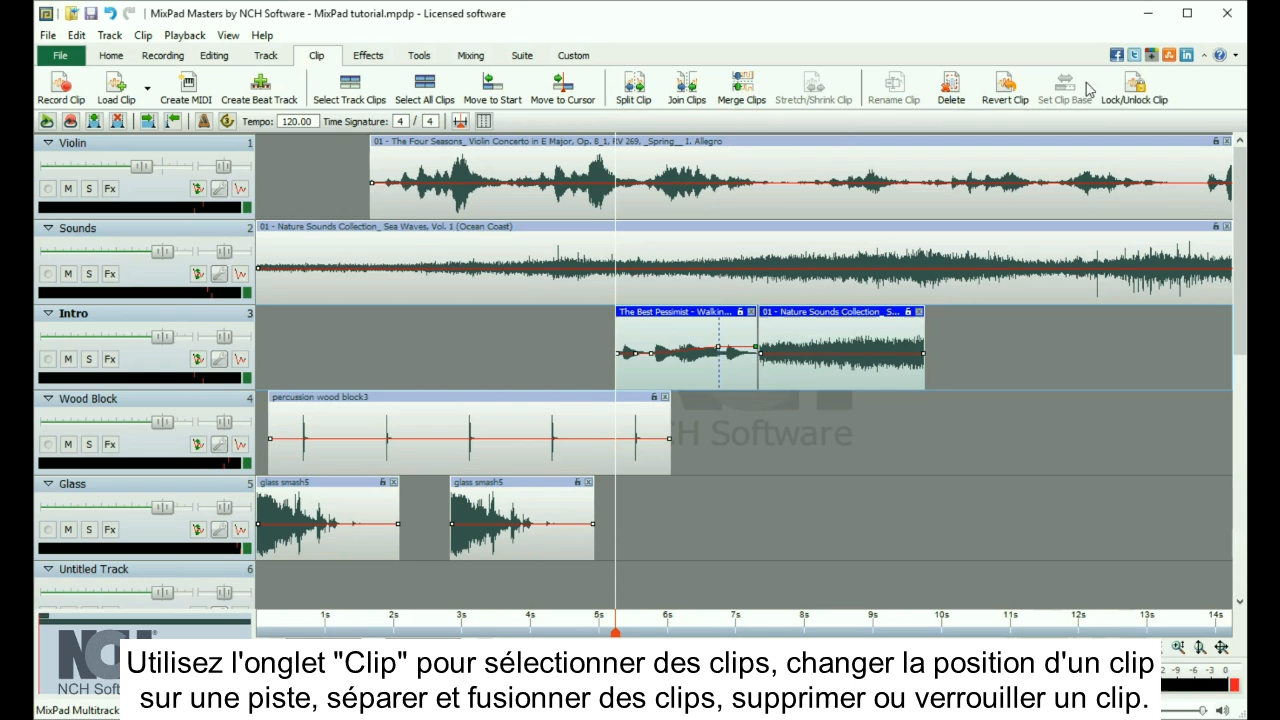 MixPad Masters by NCH Software - MixPad tutorial.mpdp - Licensed software
File Edit Track Clip Playback View Help
File Home Recording Editing Track Clip Effects Tools Mixing Suite Custom
Record Clip Load Clip Create MIDI Create Beat Track Select Track Clips Select All Clips Move to Start Move to Cursor Split Clip Join Clips Merge Clips Stretch/Shrink Clip Rename Clip Delete Revert Clip Set Clip Base Lock/Unlock Clip
Tempo: 120.00 Time Signature: 4 / 4
Violin 1
01 - The Four Seasons_ Violin Concerto in E Major, Op. 8_1, RV 269, _Spring__ I. Allegro
M S Fx
Sounds 2
01 - Nature Sounds Collection_ Sea Waves, Vol. 1 (Ocean Coast)
M S Fx
Intro 3
The Best Pessimist - Walkin... 01 - Nature Sounds Collection_ S...
M S Fx
Wood Block 4
percussion wood block3
M S Fx
NCH Software
Glass 5
glass smash5 glass smash5
M S Fx
Untitled Track 6
1s 2s 3s 4s 5s 6s 7s 8s 9s 10s 11s 12s 13s 14s
NCH
NCH Soft
-9 -6 -3 0
MixPad Multitrack
Utilisez l'onglet "Clip" pour sélectionner des clips, changer la position d'un clip
sur une piste, séparer et fusionner des clips, supprimer ou verrouiller un clip.